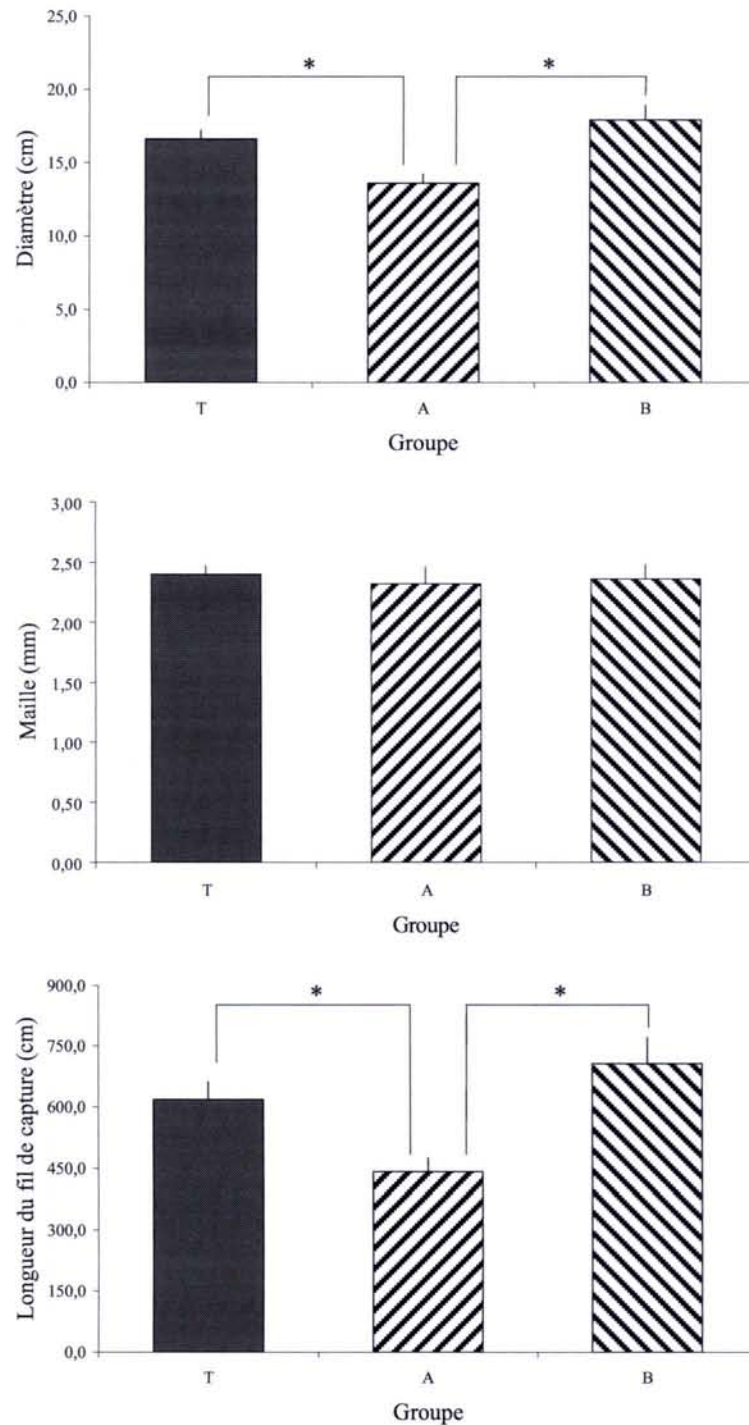 25,0
20,0
15,0
10,0
5,0
0,0
Diamètre (cm)
* *
T A B
Groupe
3,00
2,50
2,00
1,50
1,00
0,50
0,00
Maille (mm)
T A B
Groupe
900,0
750,0
600,0
450,0
300,0
150,0
0,0
Longueur du fil de capture (cm)
* *
T A B
Groupe